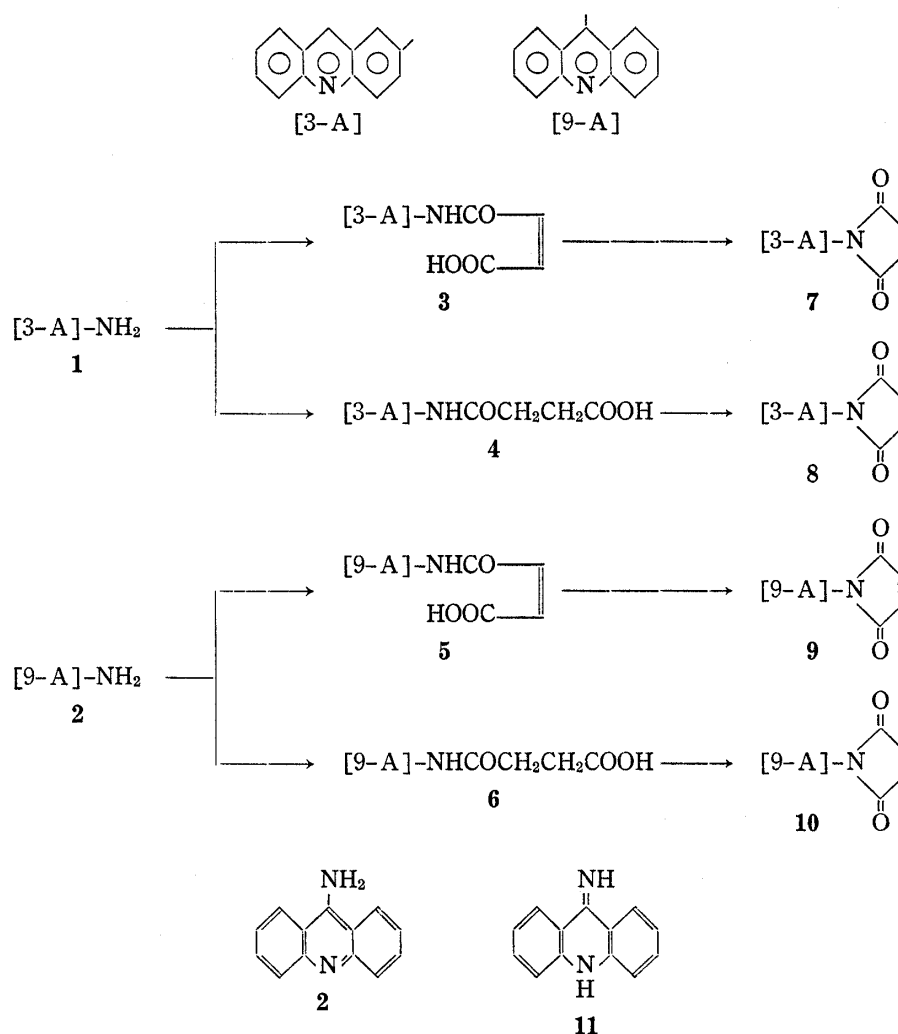 N N
[3-A] [9-A]
O
[3-A]-NHCO
[3-A]-N
HOOC
3 O
7
[3-A]-NH₂
1 O
[3-A]-NHCOCH₂CH₂COOH [3-A]-N
4 O
8
O
[9-A]-NHCO
[9-A]-N
HOOC
5 O
9
[9-A]-NH₂
2 O
[9-A]-NHCOCH₂CH₂COOH [9-A]-N
6 O
10
NH₂ NH
N N
H
2 11